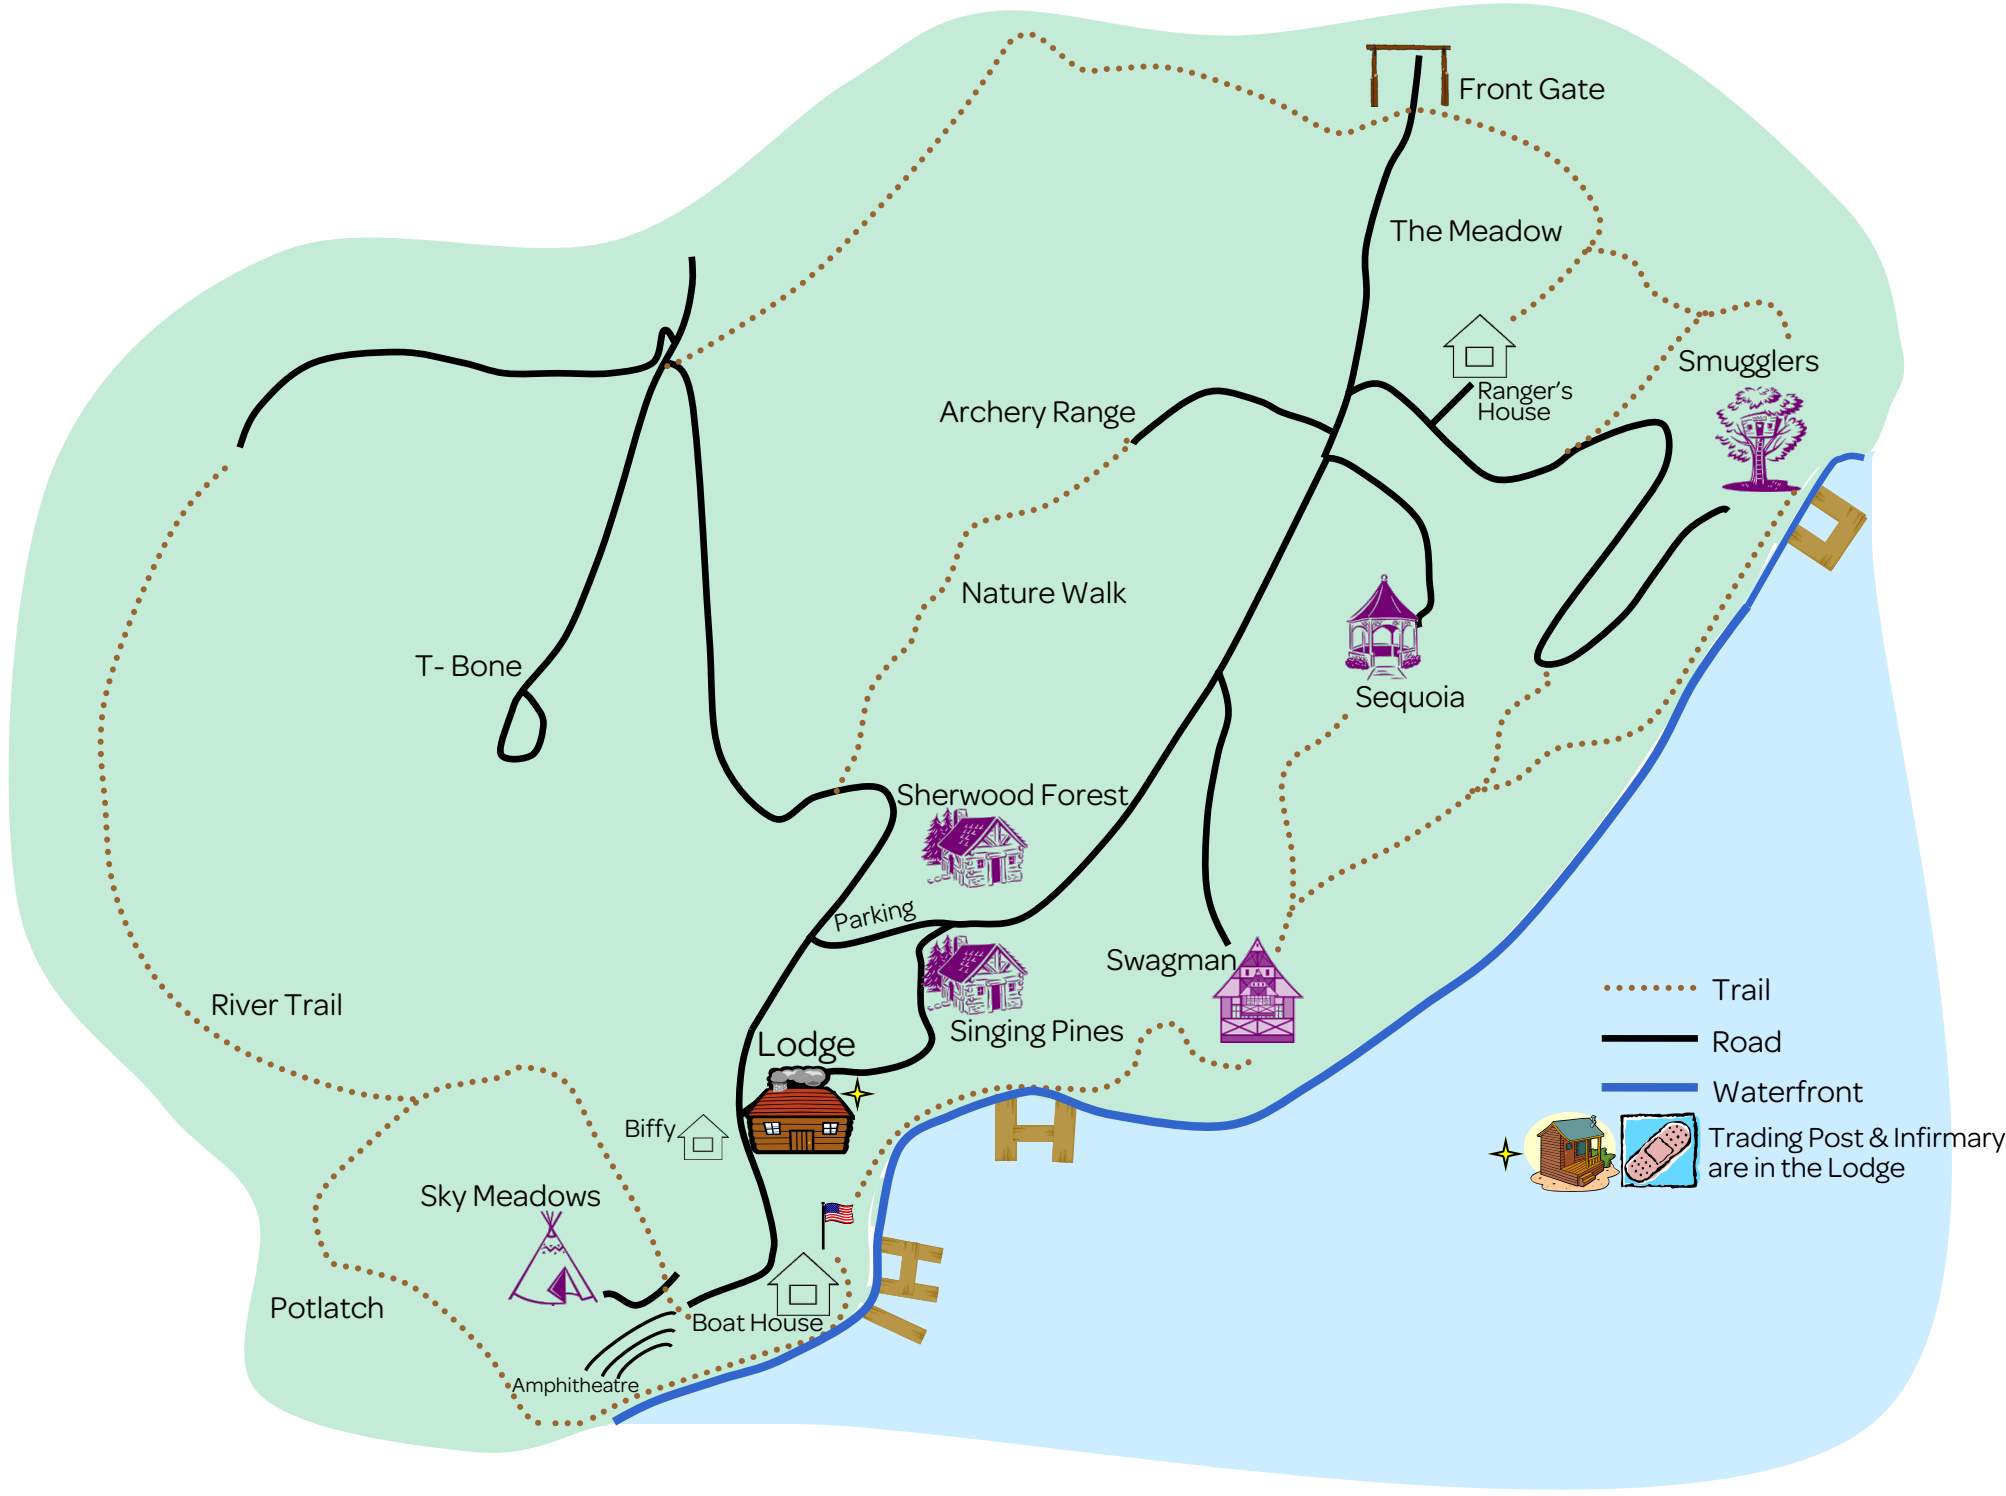 Front Gate
The Meadow
Smugglers
Ranger's
House
Archery Range
Nature Walk
T- Bone
Sequoia
Sherwood Forest
Parking
Swagman
River Trail
Singing Pines
Lodge
Biffy
Sky Meadows
Potlatch
Boat House
Amphitheatre
Trail
Road
Waterfront
Trading Post & Infirmary
are in the Lodge